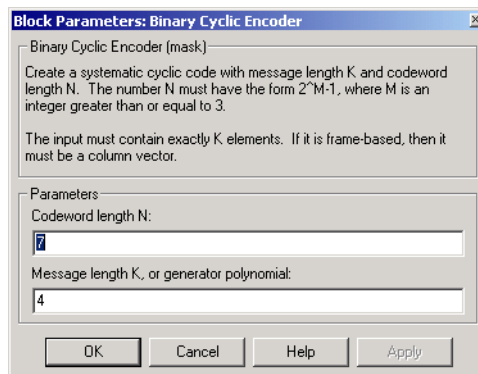 Block Parameters: Binary Cyclic Encoder
Binary Cyclic Encoder (mask)
Create a systematic cyclic code with message length K and codeword
length N.  The number N must have the form 2^M-1, where M is an
integer greater than or equal to 3.
The input must contain exactly K elements.  If it is frame-based, then it
must be a column vector.
Parameters
Codeword length N:
7
Message length K, or generator polynomial:
4
OK Cancel Help Apply